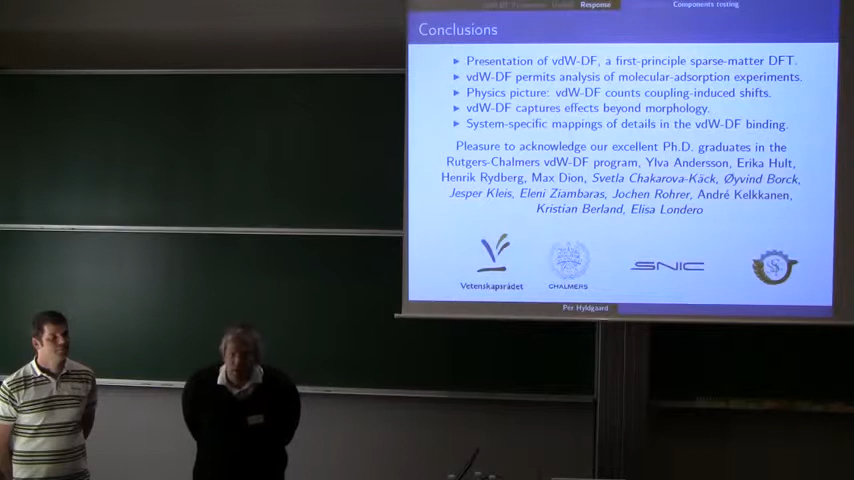 Response
Components testing
Conclusions
► Presentation of vdW-DF, a first-principle sparse-matter DFT.
► vdW-DF permits analysis of molecular-adsorption experiments.
► Physics picture: vdW-DF counts coupling-induced shifts.
► vdW-DF captures effects beyond morphology.
► System-specific mappings of details in the vdW-DF binding.
Pleasure to acknowledge our excellent Ph.D. graduates in the
Rutgers-Chalmers vdW-DF program, Ylva Andersson, Erika Hult,
Henrik Rydberg, Max Dion, Svetla Chakarova-Käck, Øyvind Borck,
Jesper Kleis, Eleni Ziambaras, Jochen Rohrer, André Kelkkanen,
Kristian Berland, Elisa Londero
Vetenskapsrådet
CHALMERS
SNIC
Per Hyldgaard